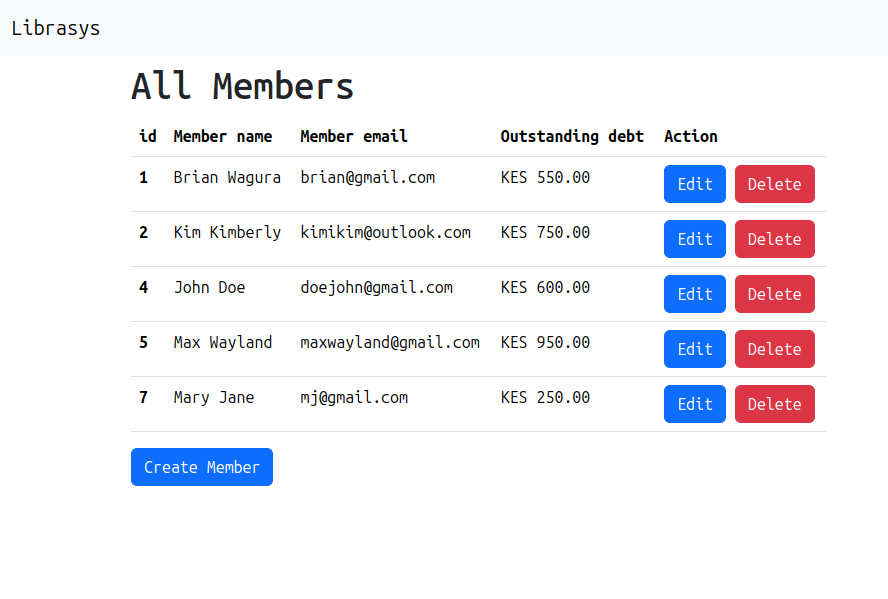 Librasys
All Members
id Member name Member email Outstanding debt Action
1 Brian Wagura brian@gmail.com KES 550.00 Edit Delete
2 Kim Kimberly kimikim@outlook.com KES 750.00 Edit Delete
4 John Doe doejohn@gmail.com KES 600.00 Edit Delete
5 Max Wayland maxwayland@gmail.com KES 950.00 Edit Delete
7 Mary Jane mj@gmail.com KES 250.00 Edit Delete
Create Member